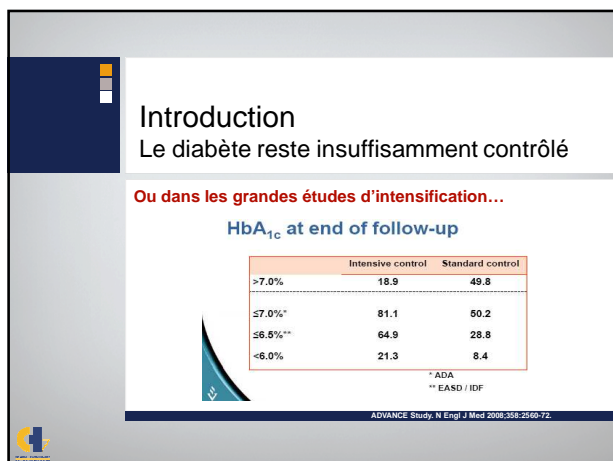 Introduction
Le diabète reste insuffisamment contrôlé
Ou dans les grandes études d'intensification…
HbA1c at end of follow-up
Intensive control Standard control
>7.0% 18.9 49.8
≤7.0%* 81.1 50.2
≤6.5%** 64.9 28.8
<6.0% 21.3 8.4
* ADA
** EASD / IDF
ADVANCE Study. N Engl J Med 2008;358:2560-72.